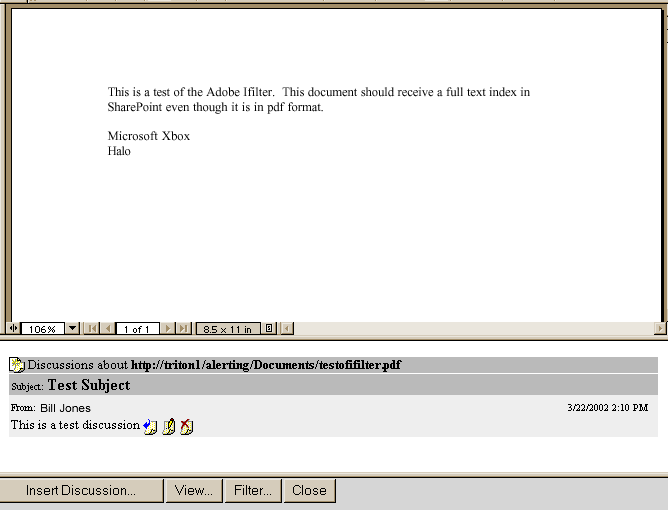 This is a test of the Adobe Ifilter.  This document should receive a full text index in
SharePoint even though it is in pdf format.
Microsoft Xbox
Halo
106% 1 of 1 8.5 x 11 in
Discussions about http://triton1/alerting/Documents/testofifilter.pdf
Subject: Test Subject
From: Bill Jones 3/22/2002 2:10 PM
This is a test discussion
Insert Discussion... View... Filter... Close